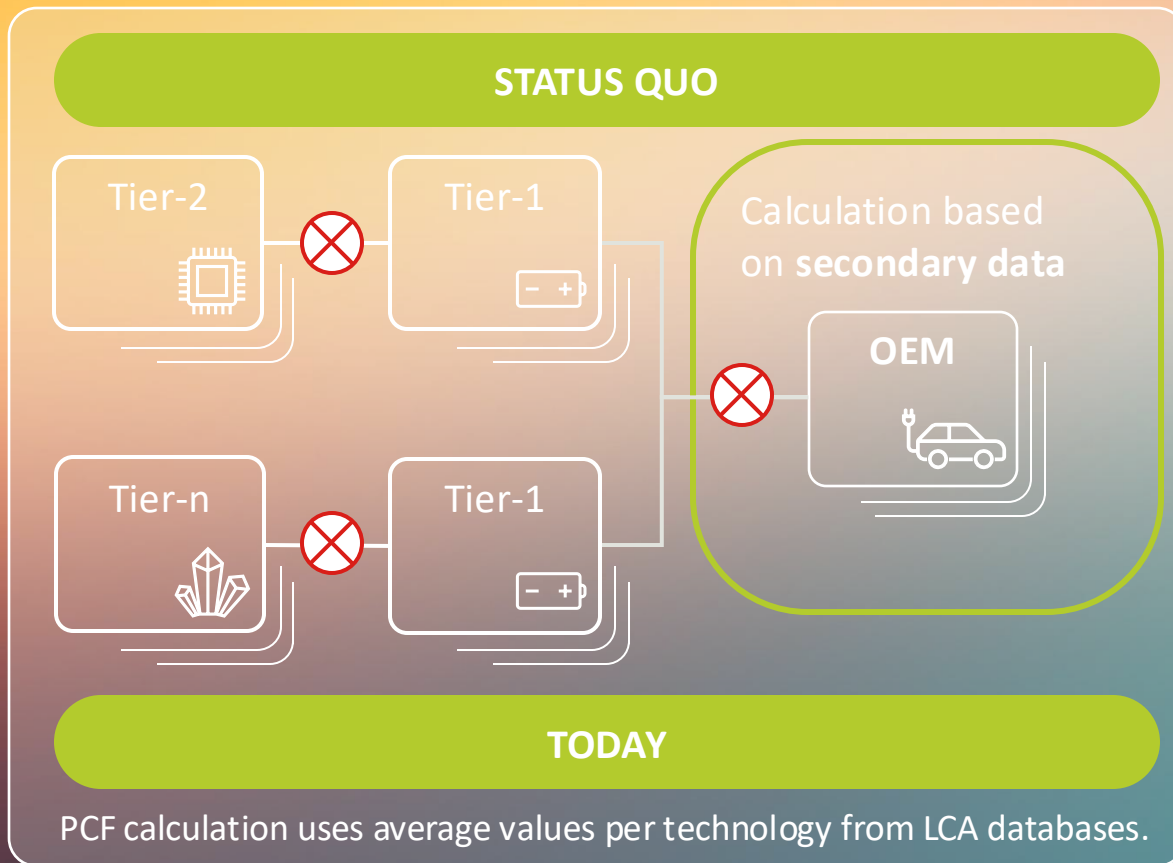 STATUS QUO
Tier-2
Tier-1
Calculation based
on secondary data
OEM
Tier-n
Tier-1
TODAY
PCF calculation uses average values per technology from LCA databases.